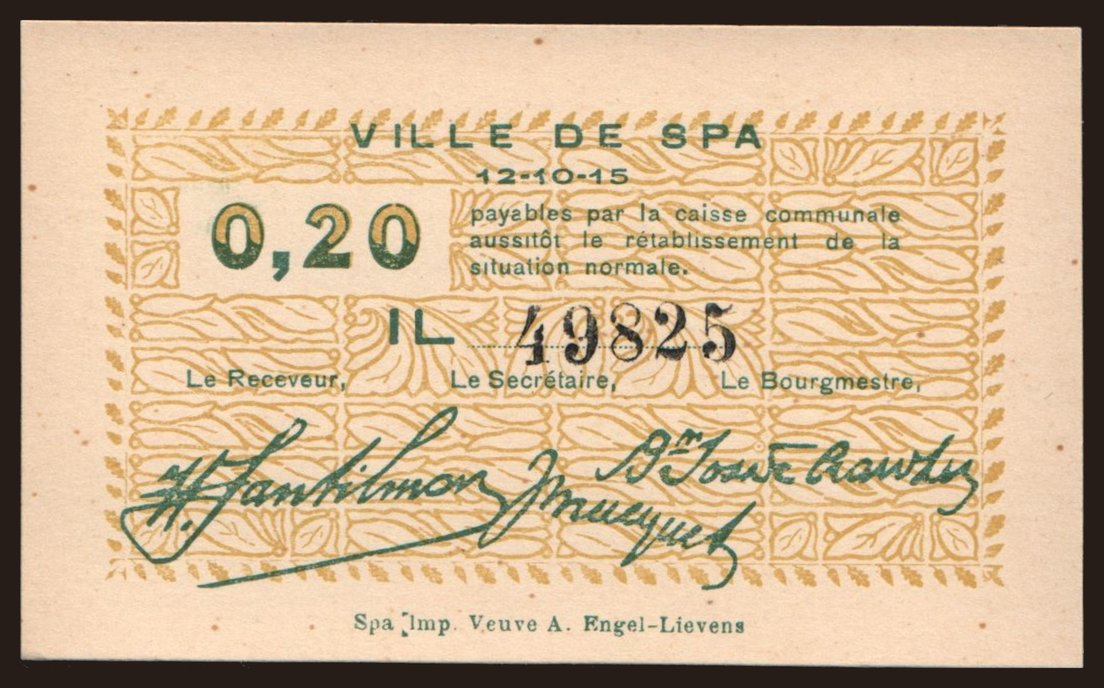 VILLE DE SPA
12-10-15
0,20
payables par la caisse communale
aussitôt le rétablissement de la
situation normale.
IL 49825
Le Receveur, Le Secrétaire, Le Bourgmestre,
Spa Imp. Veuve A. Engel-Lievens